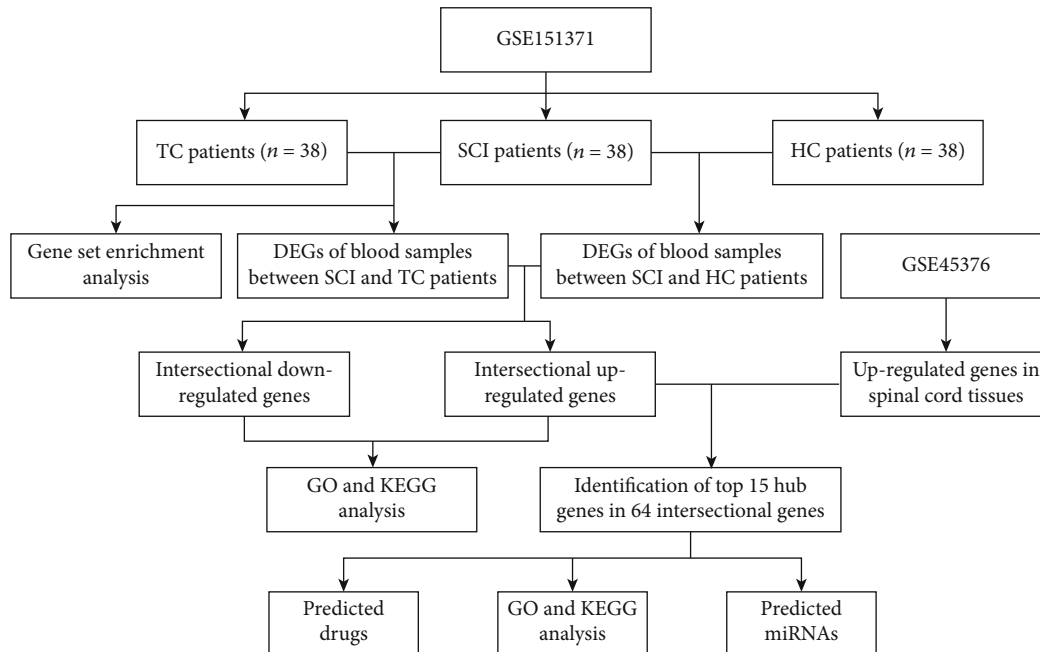 GSE151371
TC patients (n = 38)
SCI patients (n = 38)
HC patients (n = 38)
Gene set enrichment
analysis
DEGs of blood samples
between SCI and TC patients
DEGs of blood samples
between SCI and HC patients
GSE45376
Intersectional down-
regulated genes
Intersectional up-
regulated genes
Up-regulated genes in
spinal cord tissues
GO and KEGG
analysis
Identification of top 15 hub
genes in 64 intersectional genes
Predicted
drugs
GO and KEGG
analysis
Predicted
miRNAs